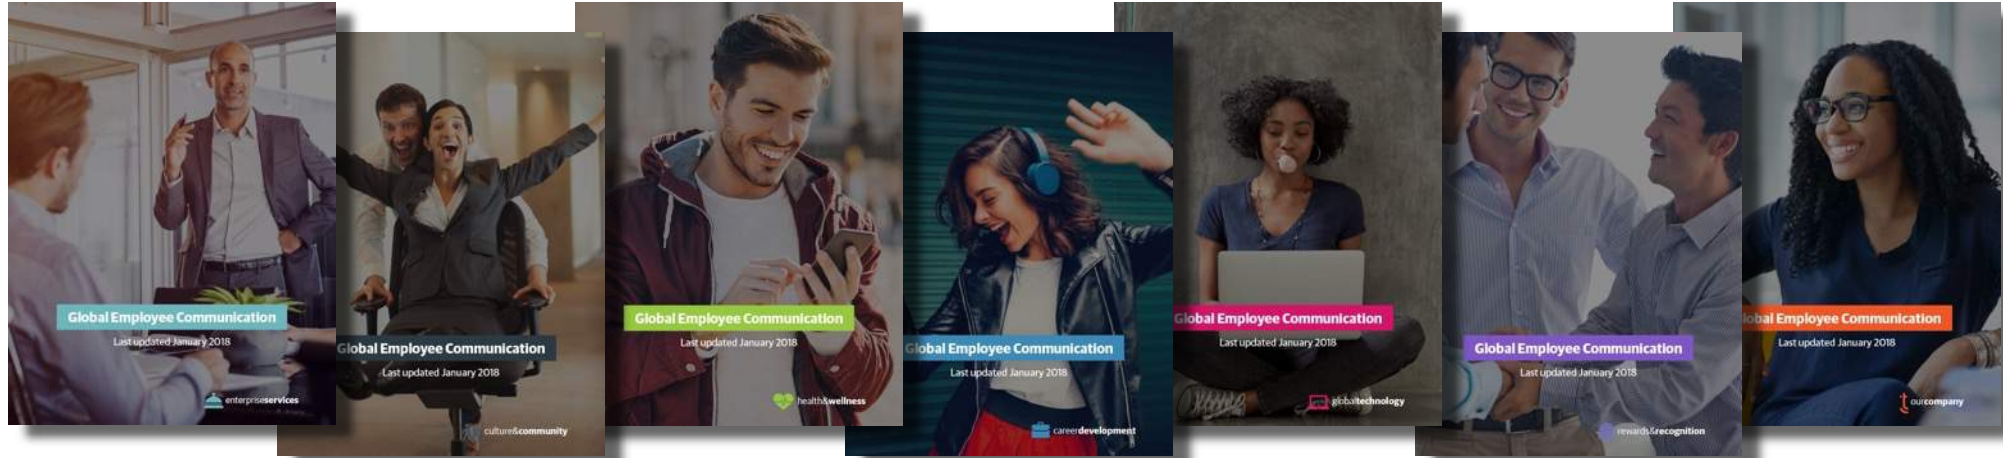 Global Employee Communication
Last updated January 2018
enterpriseservices
Global Employee Communication
Last updated January 2018
culture&community
Global Employee Communication
Last updated January 2018
health&wellness
Global Employee Communication
Last updated January 2018
careerdevelopment
Global Employee Communication
Last updated January 2018
globaltechnology
Global Employee Communication
Last updated January 2018
rewards&recognition
obal Employee Communication
Last updated January 2018
ourcompany